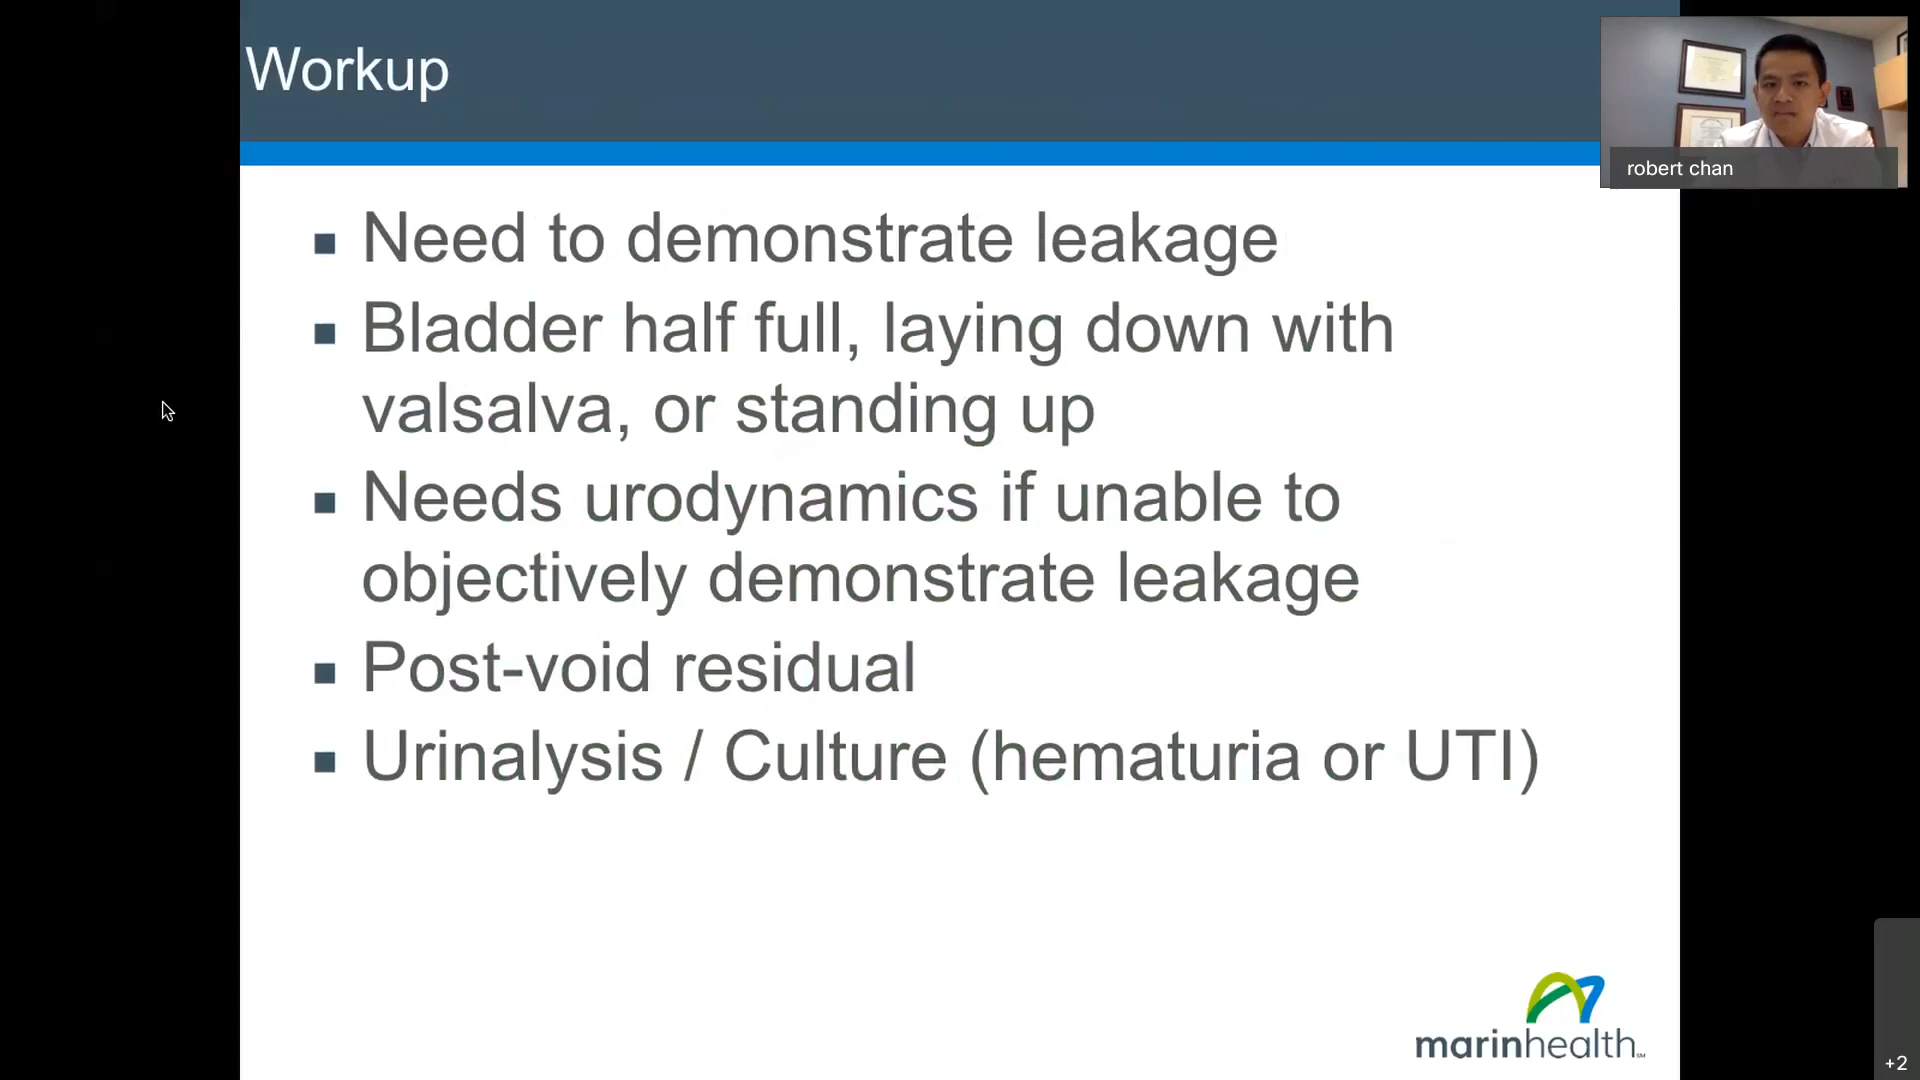 Workup
robert chan
Need to demonstrate leakage
Bladder half full, laying down with
valsalva, or standing up
Needs urodynamics if unable to
objectively demonstrate leakage
Post-void residual
Urinalysis / Culture (hematuria or UTI)
marinhealth
+2